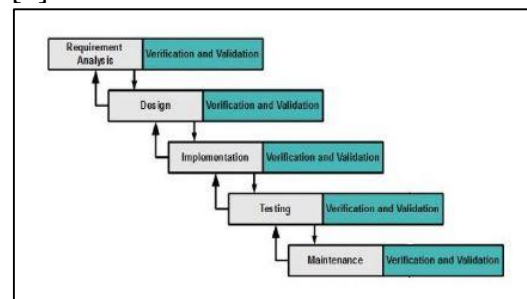 Requirement
Analysis
Verification and Validation
Design
Verification and Validation
Implementation
Verification and Validation
Testing
Verification and Validation
Maintenance
Verification and Validation